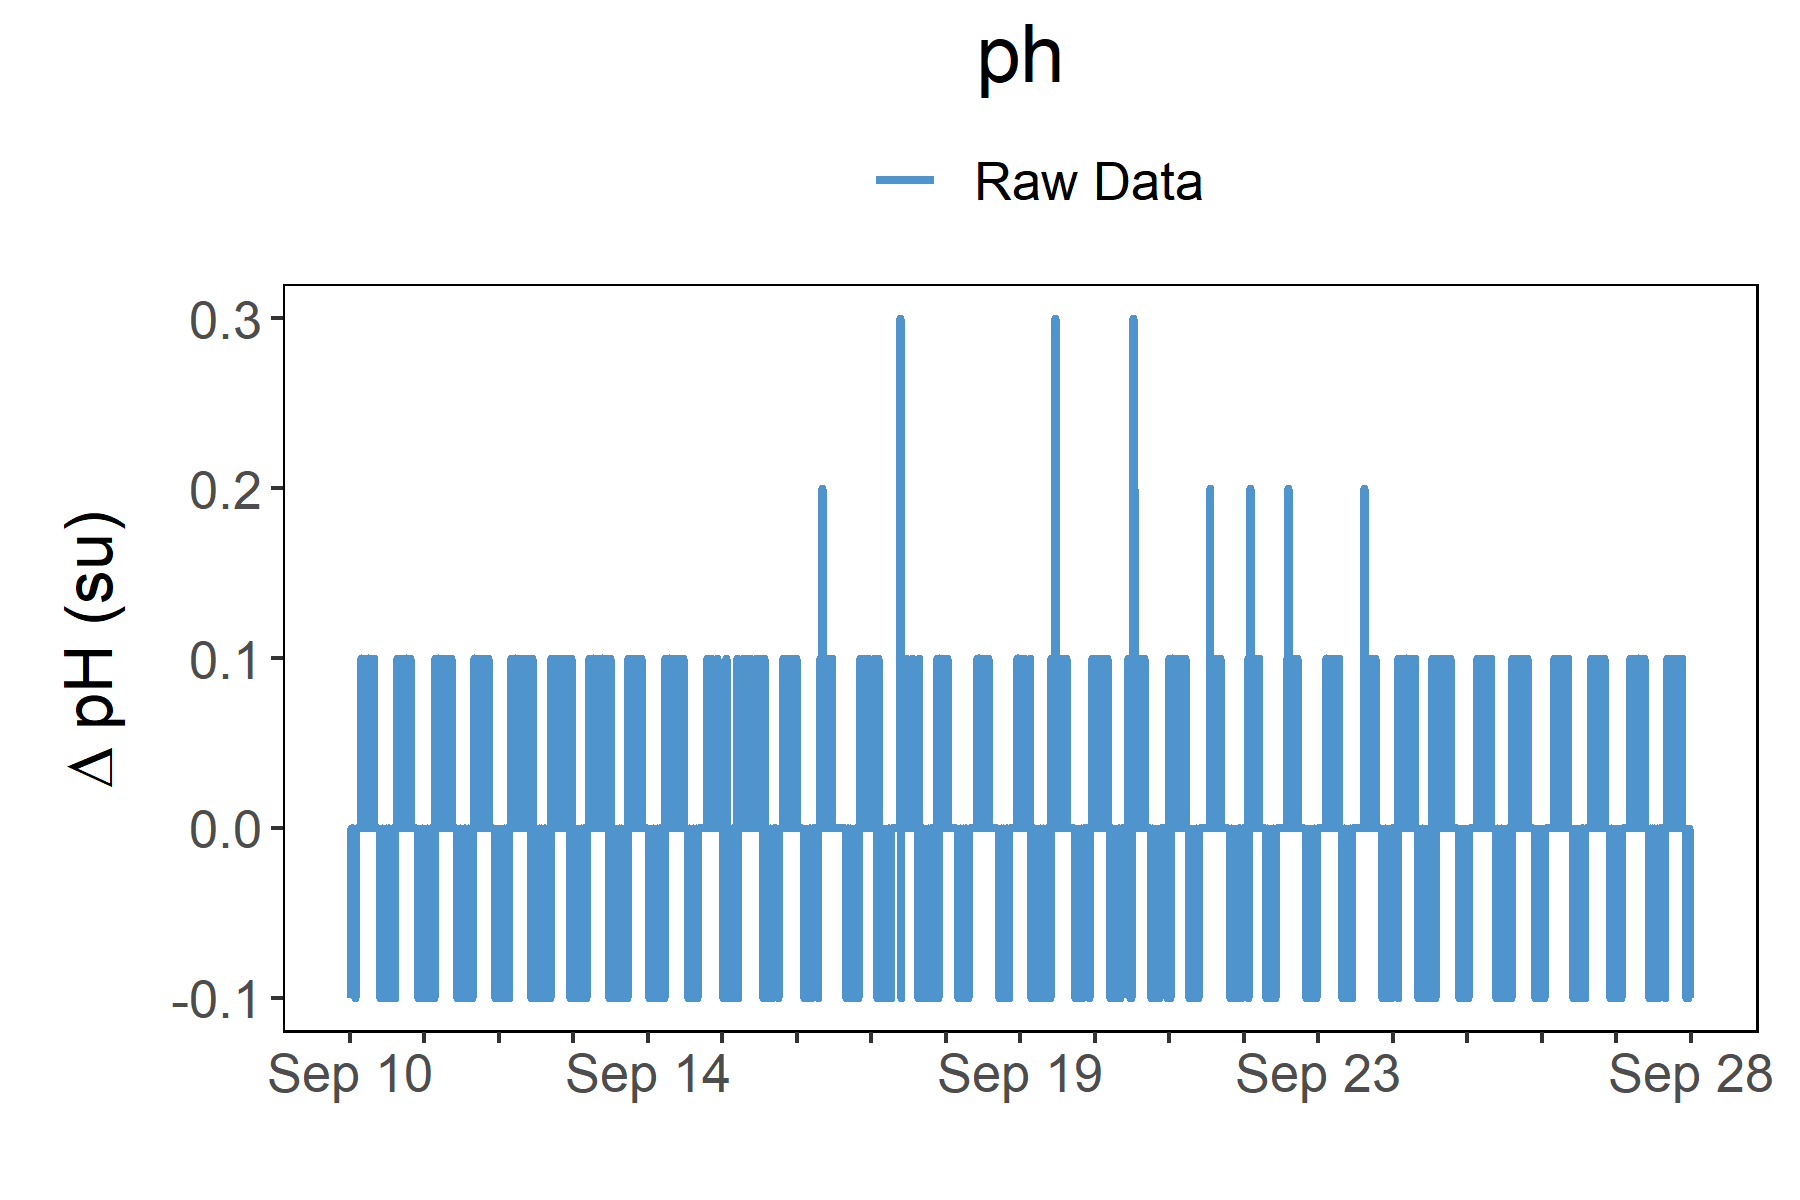 ph
Raw Data
Δ pH (su)
0.3
0.2
0.1
0.0
-0.1
Sep 10 Sep 14 Sep 19 Sep 23 Sep 28